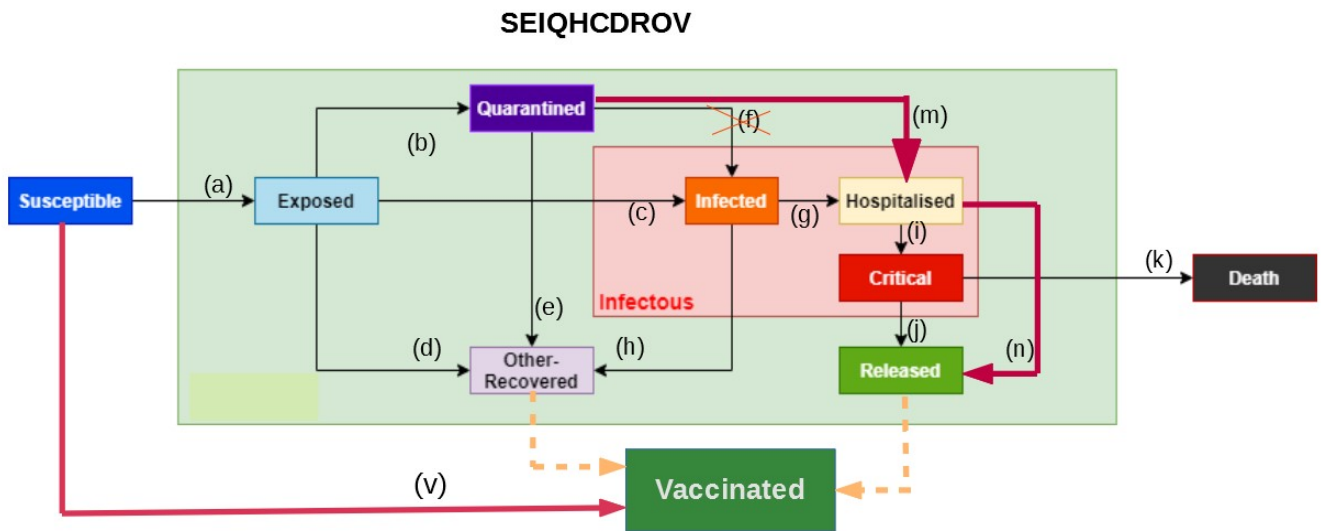 SEIQHCDROV
Quarantined
(f)
(m)
(b)
Susceptible
(a)
Exposed
(c)
Infected
(g)
Hospitalised
(i)
Critical
(k)
Death
Infectous
(e)
(d)
(h)
(j)
(n)
Other-
Recovered
Released
(v)
Vaccinated